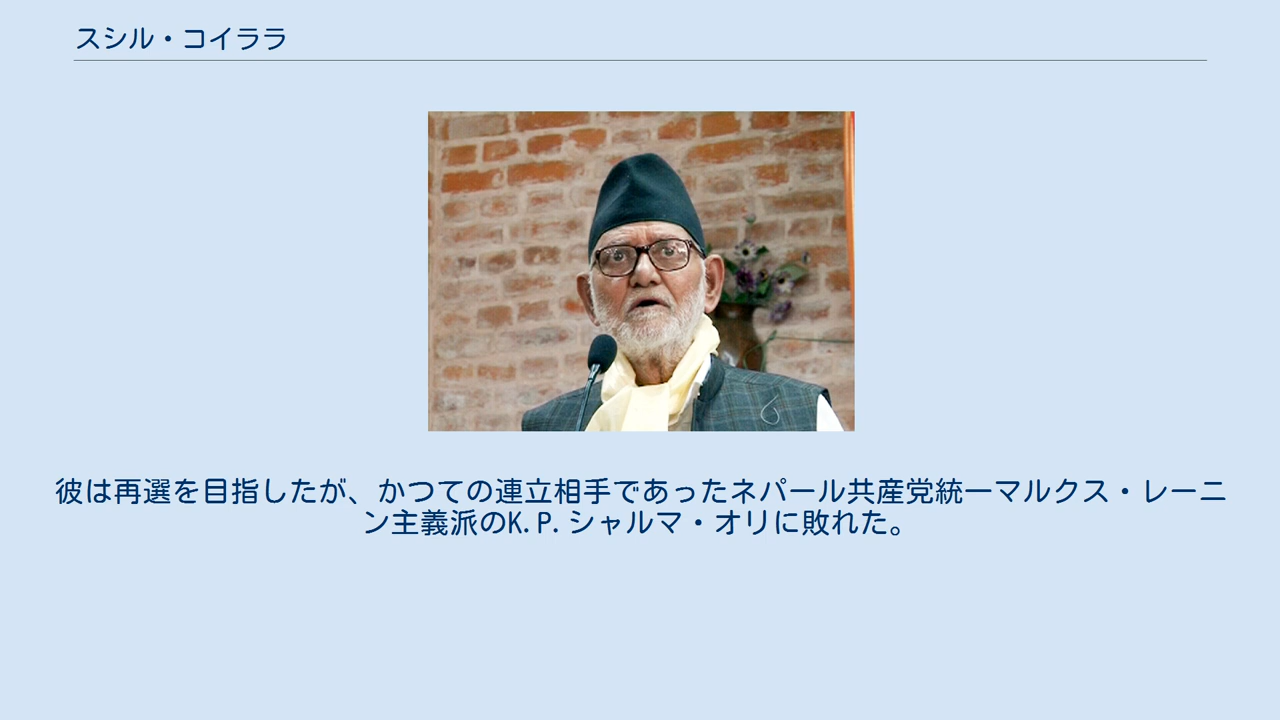 スシル・コイララ
彼は再選を目指したが、かつての連立相手であったネパール共産党統一マルクス・レーニ
ン主義派のK.P.シャルマ・オリに敗れた。